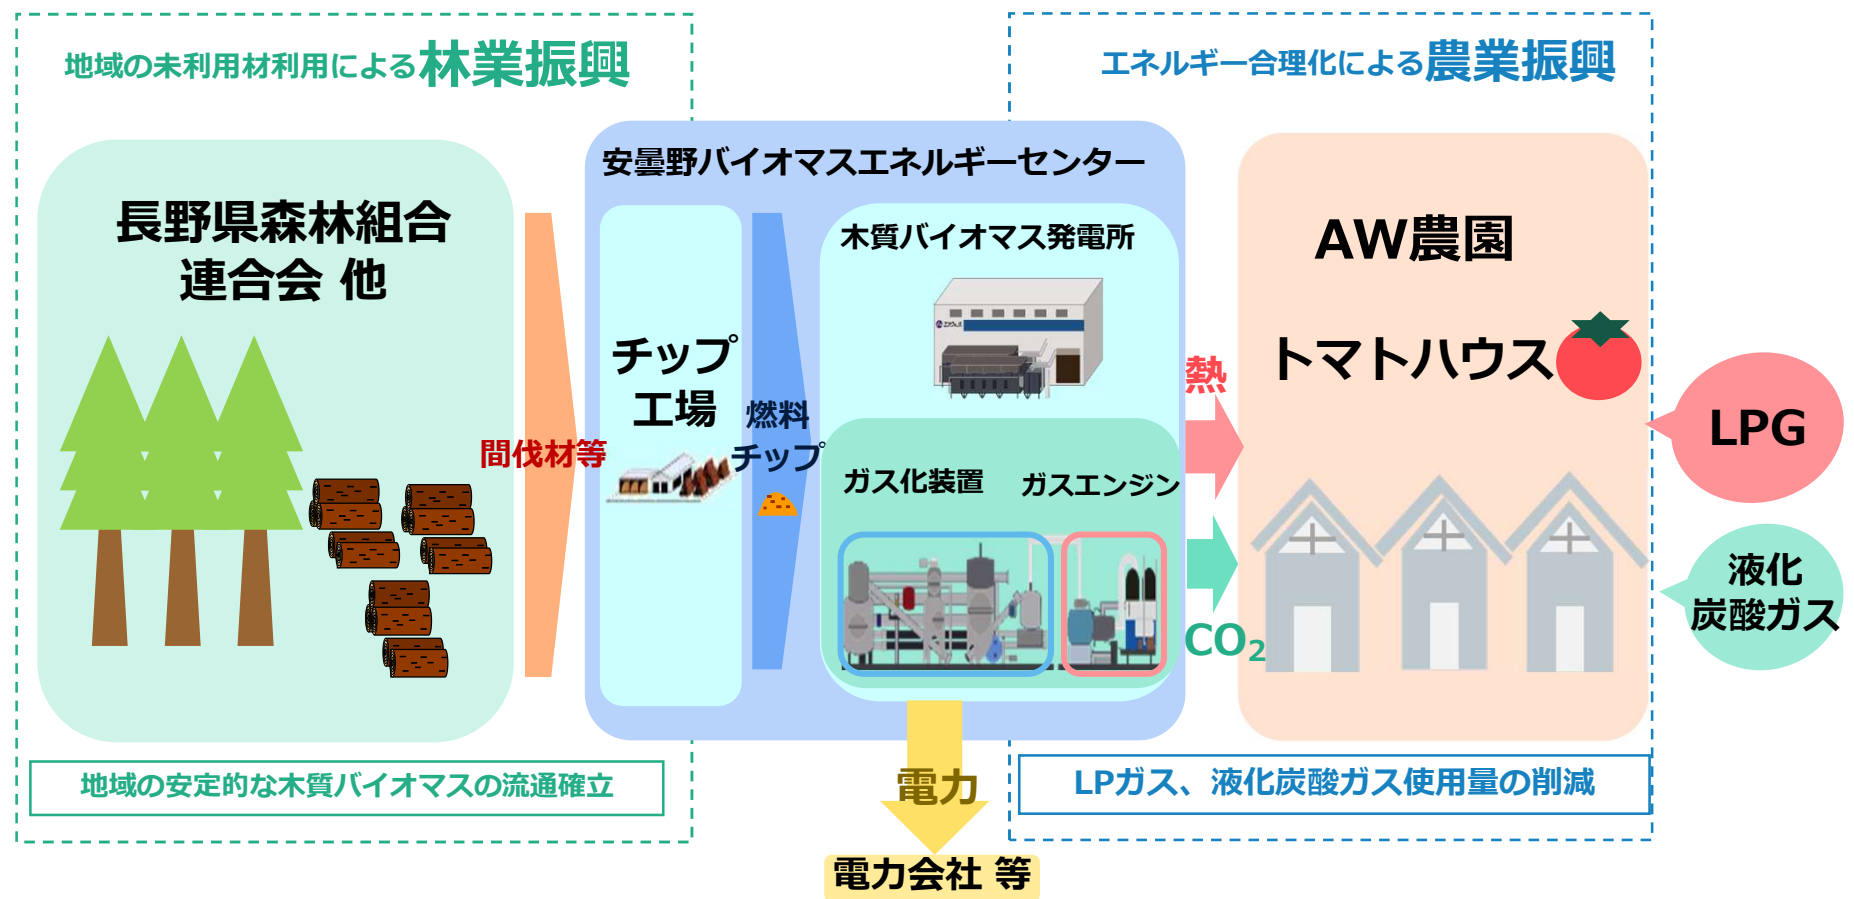 地域の未利用材利用による林業振興
エネルギー合理化による農業振興
長野県森林組合
連合会 他
間伐材等
安曇野バイオマスエネルギーセンター
チップ
工場
燃料
チップ
木質バイオマス発電所
ガス化装置
ガスエンジン
熱
CO₂
AW農園
トマトハウス
LPG
液化
炭酸ガス
地域の安定的な木質バイオマスの流通確立
LPガス、液化炭酸ガス使用量の削減
電力
電力会社 等